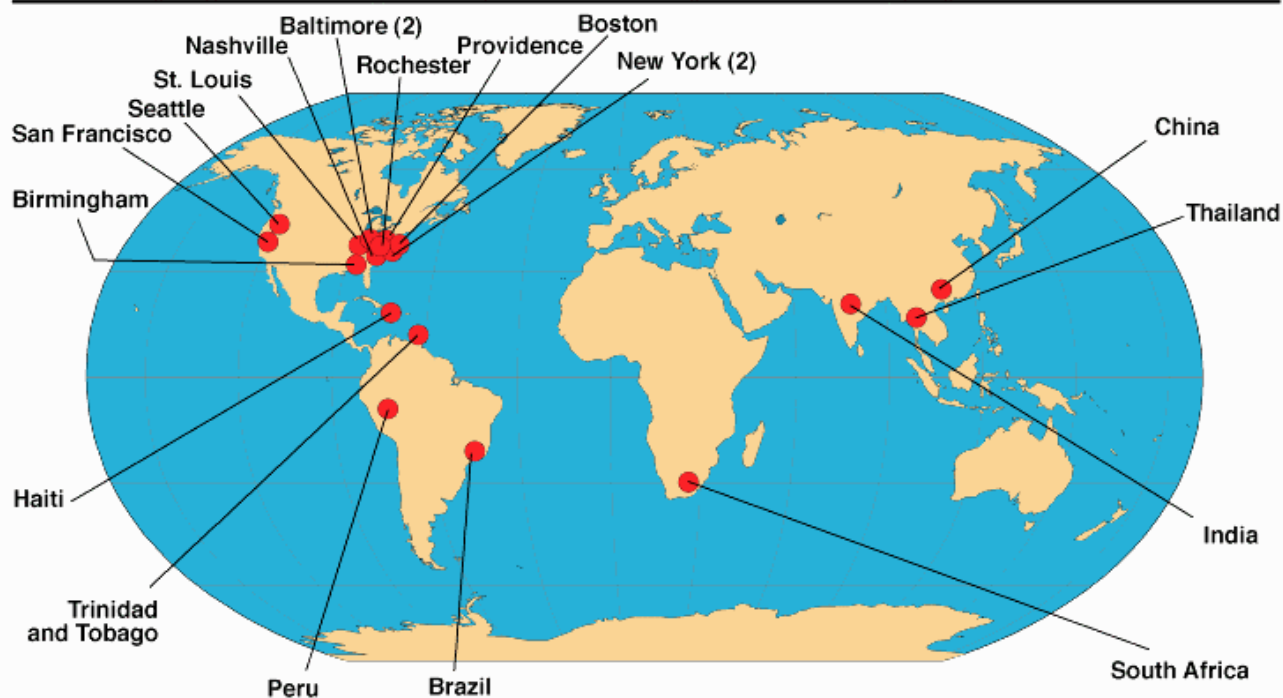 Baltimore (2)
Boston
Nashville
Providence
Rochester
New York (2)
St. Louis
Seattle
San Francisco
China
Birmingham
Thailand
Haiti
India
Trinidad
and Tobago
South Africa
Peru
Brazil